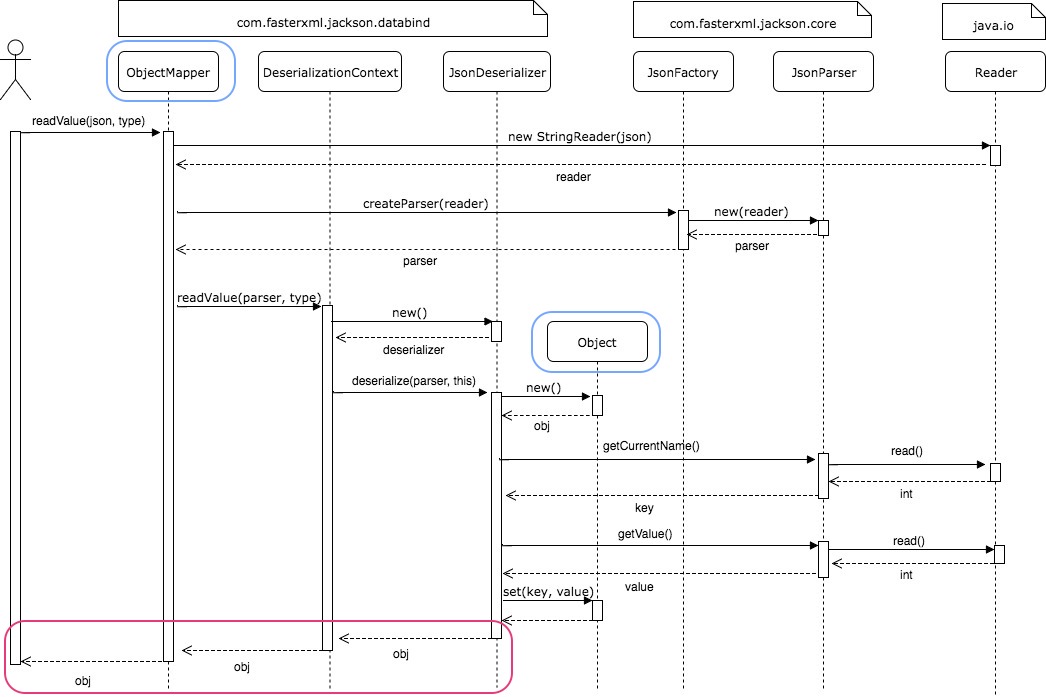 com.fasterxml.jackson.databind
com.fasterxml.jackson.core
java.io
ObjectMapper
DeserializationContext
JsonDeserializer
JsonFactory
JsonParser
Reader
readValue(json, type)
new StringReader(json)
reader
createParser(reader)
new(reader)
parser
parser
readValue(parser, type)
new()
deserializer
Object
deserialize(parser, this)
new()
obj
getCurrentName()
read()
int
key
getValue()
read()
int
value
set(key, value)
obj
obj
obj